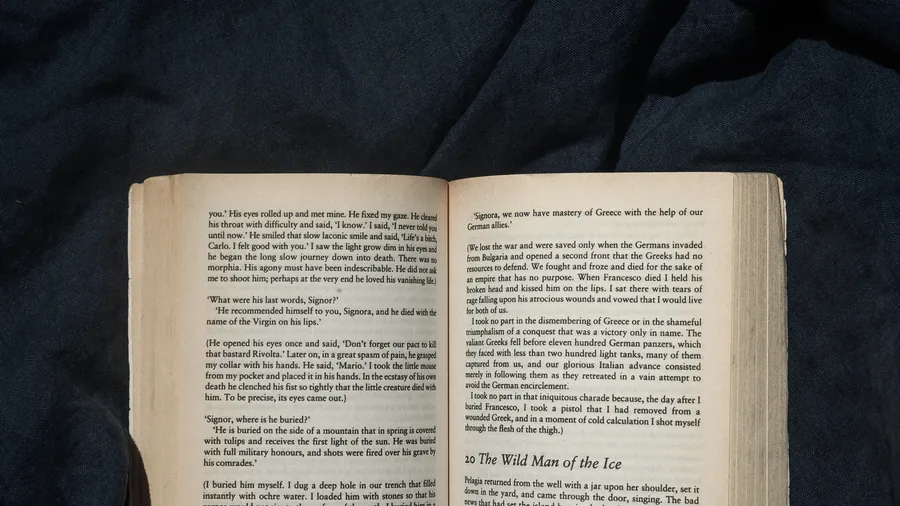 you.' His eyes rolled up and met mine. He fixed my gaze. He cleared
his throat with difficulty and said, 'I know.' I said, 'I never told you
until now.' He smiled that slow laconic smile and said, 'Life's a bitch,
Carlo. I felt good with you.' I saw the light grow dim in his eyes and
he began the long slow journey down into death. There was no
morphia. His agony must have been indescribable. He did not ask
me to shoot him; perhaps at the very end he loved his vanishing life.)
'What were his last words, Signor?'
'He recommended himself to you, Signora, and he died with the
name of the Virgin on his lips.'
(He opened his eyes once and said, 'Don't forget our pact to kill
that bastard Rivolta.' Later on, in a great spasm of pain, he grasped
my collar with his hands. He said, 'Mario.' I took the little mouse
from my pocket and placed it in his hands. In the ecstasy of his own
death he clenched his fist so tightly that the little creature died with
him. To be precise, its eyes came out.)
'Signor, where is he buried?'
'He is buried on the side of a mountain that in spring is covered
with tulips and receives the first light of the sun. He was buried
with full military honours, and shots were fired over his grave by
his comrades.'
(I buried him myself. I dug a deep hole in our trench that filled
instantly with ochre water. I loaded him with stones so that his
'Signora, we now have mastery of Greece with the help of our
German allies.'
(We lost the war and were saved only when the Germans invaded
from Bulgaria and opened a second front that the Greeks had no
resources to defend. We fought and froze and died for the sake of
an empire that has no purpose. When Francesco died I held his
broken head and kissed him on the lips. I sat there with tears of
rage falling upon his atrocious wounds and vowed that I would live
for both of us.
I took no part in the dismembering of Greece or in the shameful
triumphalism of a conquest that was a victory only in name. The
valiant Greeks fell before eleven hundred German panzers, which
they faced with less than two hundred light tanks, many of them
captured from us, and our glorious Italian advance consisted
merely in following them as they retreated in a vain attempt to
avoid the German encirclement.
I took no part in that iniquitous charade because, the day after I
buried Francesco, I took a pistol that I had removed from a
wounded Greek, and in a moment of cold calculation I shot myself
through the flesh of the thigh.)
20 The Wild Man of the Ice
Pelagia returned from the well with a jar upon her shoulder, set it
down in the yard, and came through the door, singing. The bad
news that had set the island